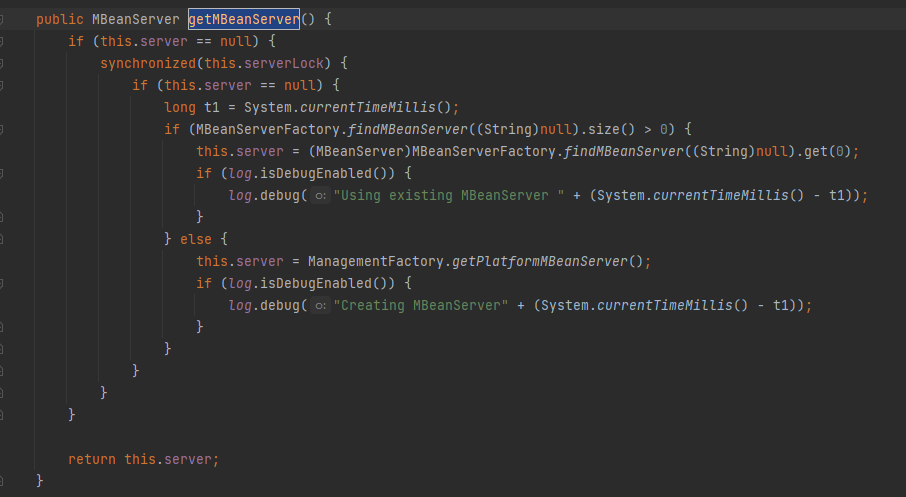 public MBeanServer getMBeanServer() {
    if (this.server == null) {
        synchronized(this.serverLock) {
            if (this.server == null) {
                long t1 = System.currentTimeMillis();
                if (MBeanServerFactory.findMBeanServer((String)null).size() > 0) {
                    this.server = (MBeanServer)MBeanServerFactory.findMBeanServer((String)null).get(0);
                    if (log.isDebugEnabled()) {
                        log.debug( o: "Using existing MBeanServer " + (System.currentTimeMillis() - t1));
                    }
                } else {
                    this.server = ManagementFactory.getPlatformMBeanServer();
                    if (log.isDebugEnabled()) {
                        log.debug( o: "Creating MBeanServer" + (System.currentTimeMillis() - t1));
                    }
                }
            }
        }
    }
    return this.server;
}